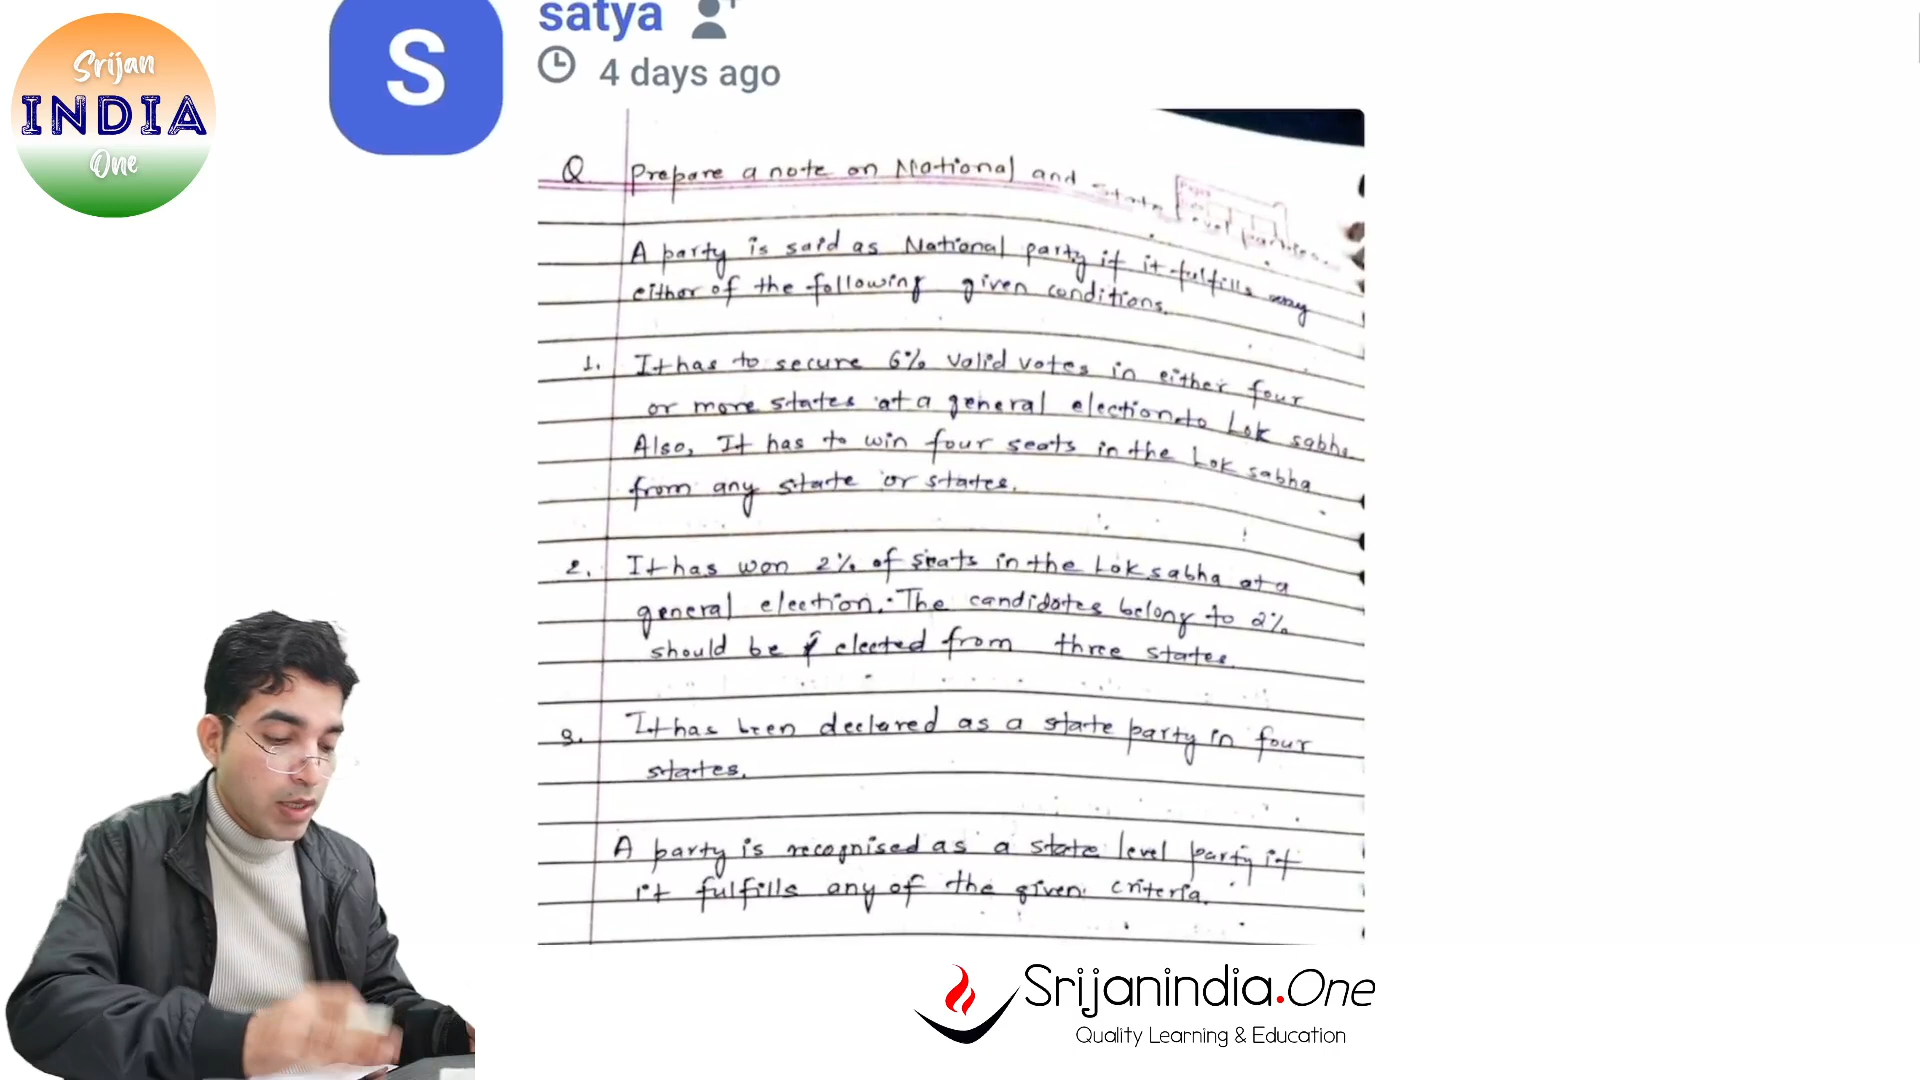 Srijan
INDIA
One
S
satya
4 days ago
Q Prepare a note on National and State level parties.
A party is said as National party if it fulfills any
either of the following given conditions.
1. It has to secure 6% valid votes in either four
or more states at a general election to Lok sabha.
Also, It has to win four seats in the Lok sabha
from any state or states.
2. It has won 2% of seats in the Loksabha at a
general election. The candidates belong to 2%
should be elected from three states.
3. It has been declared as a state party in four
states.
A party is recognised as a state level party if
it fulfills any of the given criteria.
Srijanindia.One
Quality Learning & Education